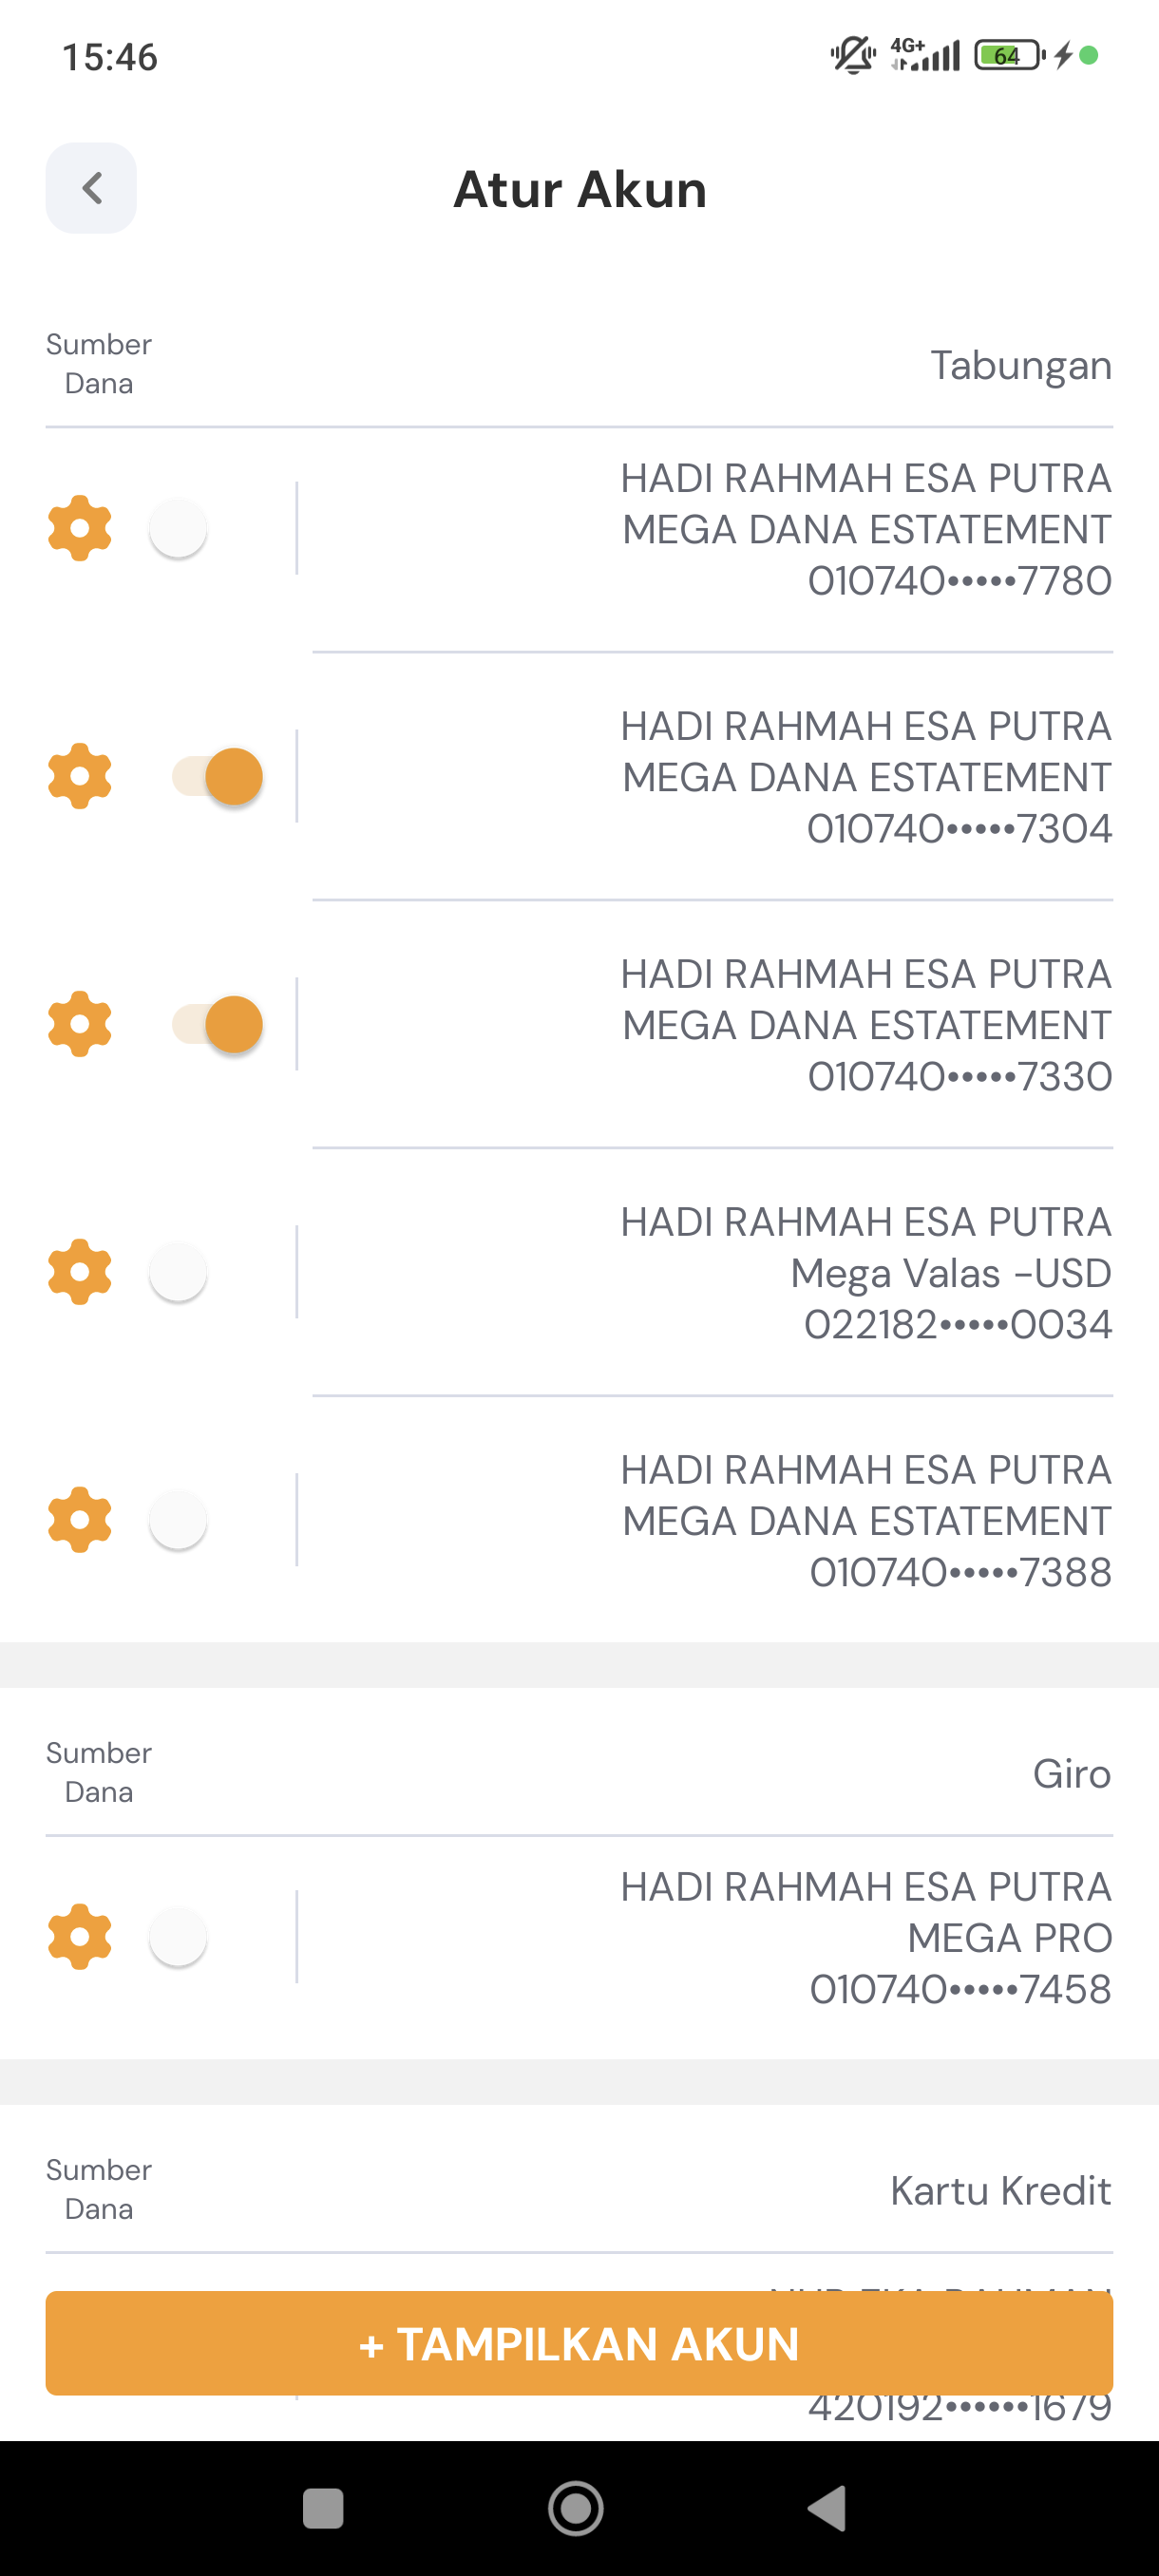 15:46
4G+
64
Atur Akun
Sumber
Dana
Tabungan
HADI RAHMAH ESA PUTRA
MEGA DANA ESTATEMENT
010740•••••7780
HADI RAHMAH ESA PUTRA
MEGA DANA ESTATEMENT
010740•••••7304
HADI RAHMAH ESA PUTRA
MEGA DANA ESTATEMENT
010740•••••7330
HADI RAHMAH ESA PUTRA
Mega Valas -USD
022182•••••0034
HADI RAHMAH ESA PUTRA
MEGA DANA ESTATEMENT
010740•••••7388
Sumber
Dana
Giro
HADI RAHMAH ESA PUTRA
MEGA PRO
010740•••••7458
Sumber
Dana
Kartu Kredit
+ TAMPILKAN AKUN
420192••••••1679